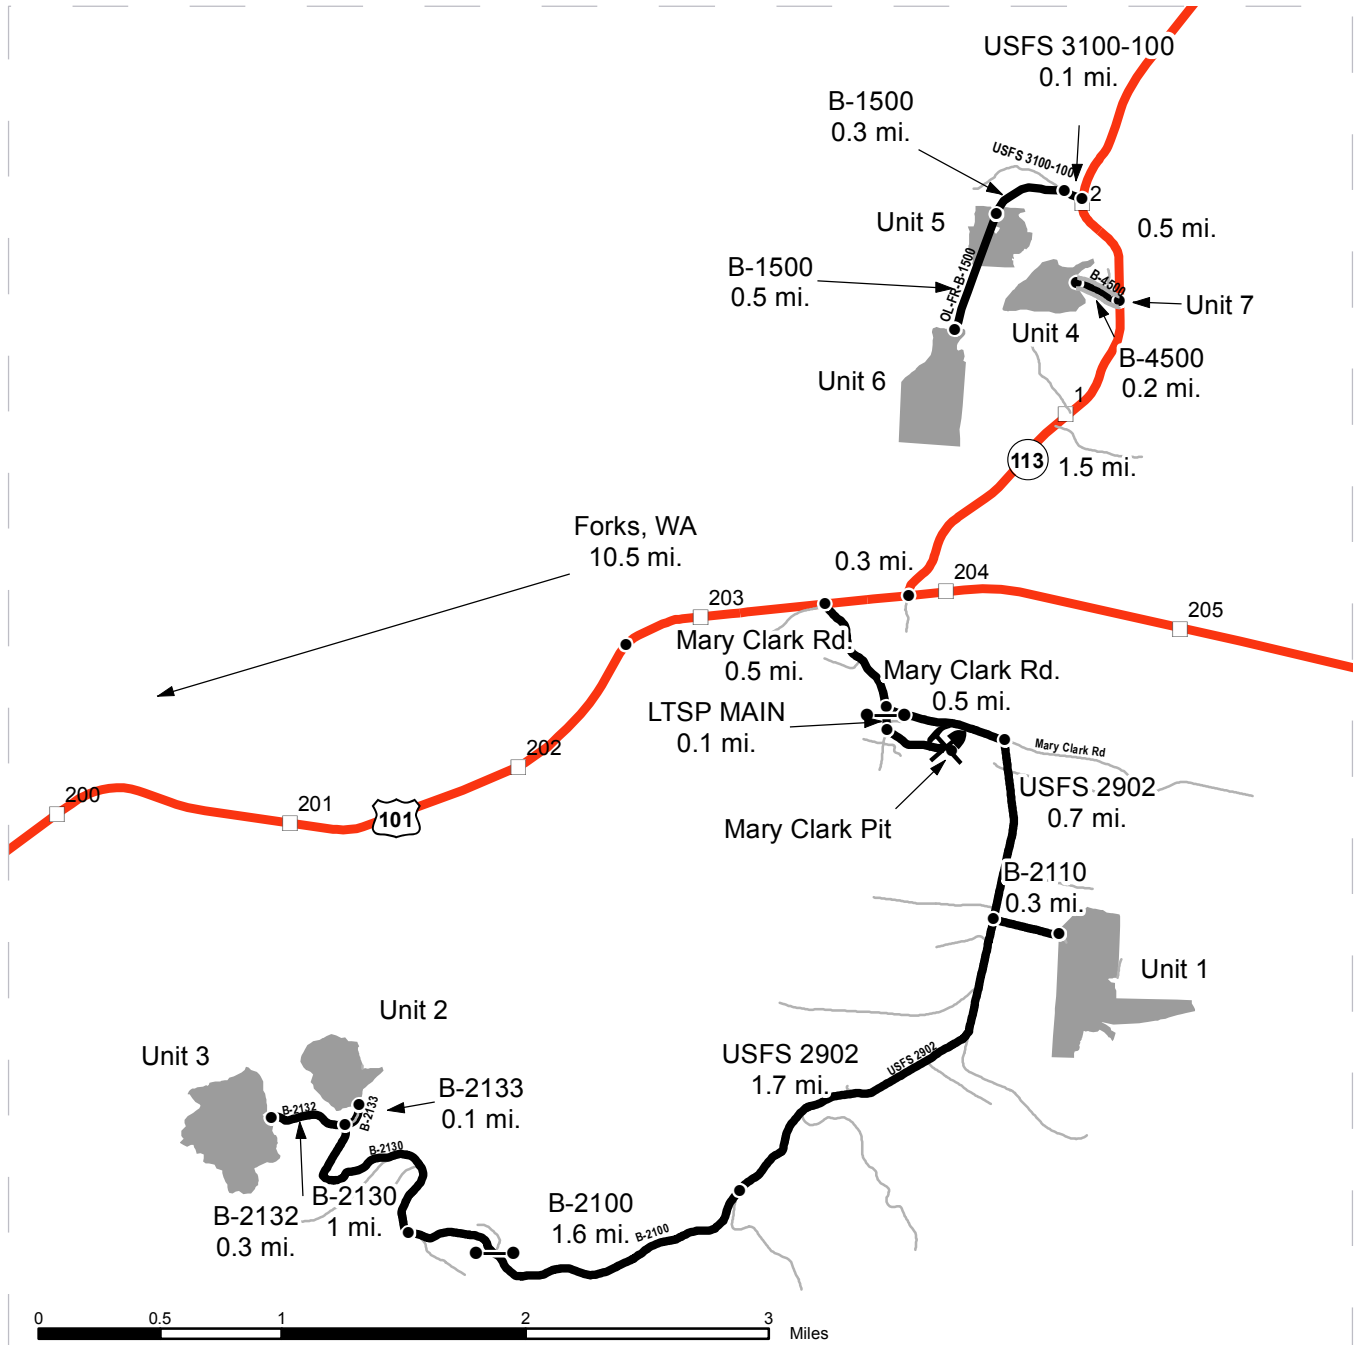 USFS 3100-100
0.1 mi.
B-1500
0.3 mi.
USFS 3100-100
2
Unit 5
0.5 mi.
B-1500
0.5 mi.
OL-FR-B-1500
B-4500
Unit 7
Unit 4
B-4500
0.2 mi.
Unit 6
1
113
1.5 mi.
Forks, WA
10.5 mi.
0.3 mi.
204
203
205
Mary Clark Rd.
0.5 mi.
Mary Clark Rd.
0.5 mi.
LTSP MAIN
0.1 mi.
Mary Clark Rd
202
USFS 2902
0.7 mi.
200
201
101
Mary Clark Pit
B-2110
0.3 mi.
Unit 1
Unit 2
Unit 3
USFS 2902
1.7 mi.
USFS 2902
B-2133
0.1 mi.
B-2132
B-2133
B-2130
B-2130
1 mi.
B-2132
0.3 mi.
B-2100
1.6 mi.
B-2100
0 0.5 1 2 3
Miles